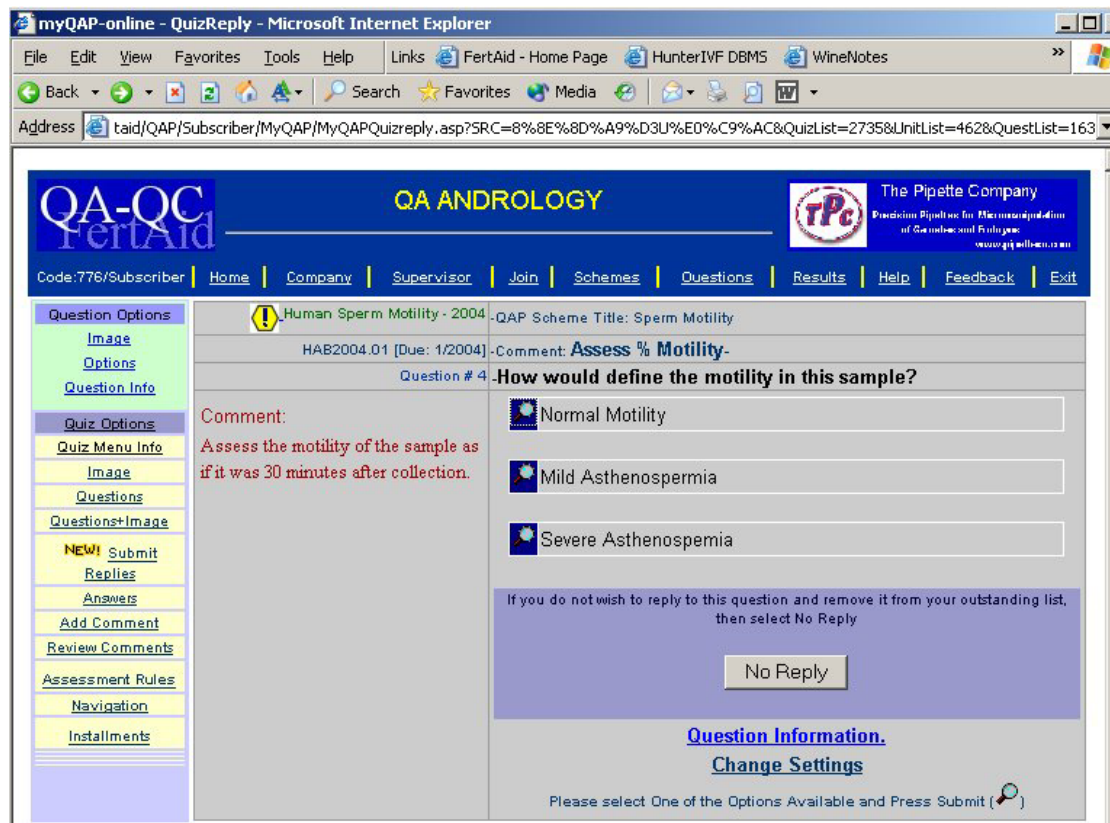 myQAP-online - QuizReply - Microsoft Internet Explorer
File Edit View Favorites Tools Help Links FertAid - Home Page HunterIVF DBMS WineNotes »
Back Search Favorites Media
Address taid/QAP/Subscriber/MyQAP/MyQAPQuizreply.asp?SRC=8%8E%8D%A9%D3U%E0%C9%AC&QuizList=2735&UnitList=462&QuestList=163
QA-QC
FertAid
QA ANDROLOGY
TPC
The Pipette Company
Precision Pipettes for Micromanipulation
of Gametes and Embryos
Code:776/Subscriber Home Company Supervisor Join Schemes Questions Results Help Feedback Exit
Question Options
Image
Options
Question Info
Quiz Options
Quiz Menu Info
Image
Questions
Questions+Image
NEW! Submit
Replies
Answers
Add Comment
Review Comments
Assessment Rules
Navigation
Installments
Human Sperm Motility - 2004 -QAP Scheme Title: Sperm Motility
HAB2004.01 [Due: 1/2004] -Comment: Assess % Motility-
Question # 4 -How would define the motility in this sample?
Comment:
Assess the motility of the sample as
if it was 30 minutes after collection.
Normal Motility
Mild Asthenospermia
Severe Asthenospemia
If you do not wish to reply to this question and remove it from your outstanding list,
then select No Reply
No Reply
Question Information.
Change Settings
Please select One of the Options Available and Press Submit ( )